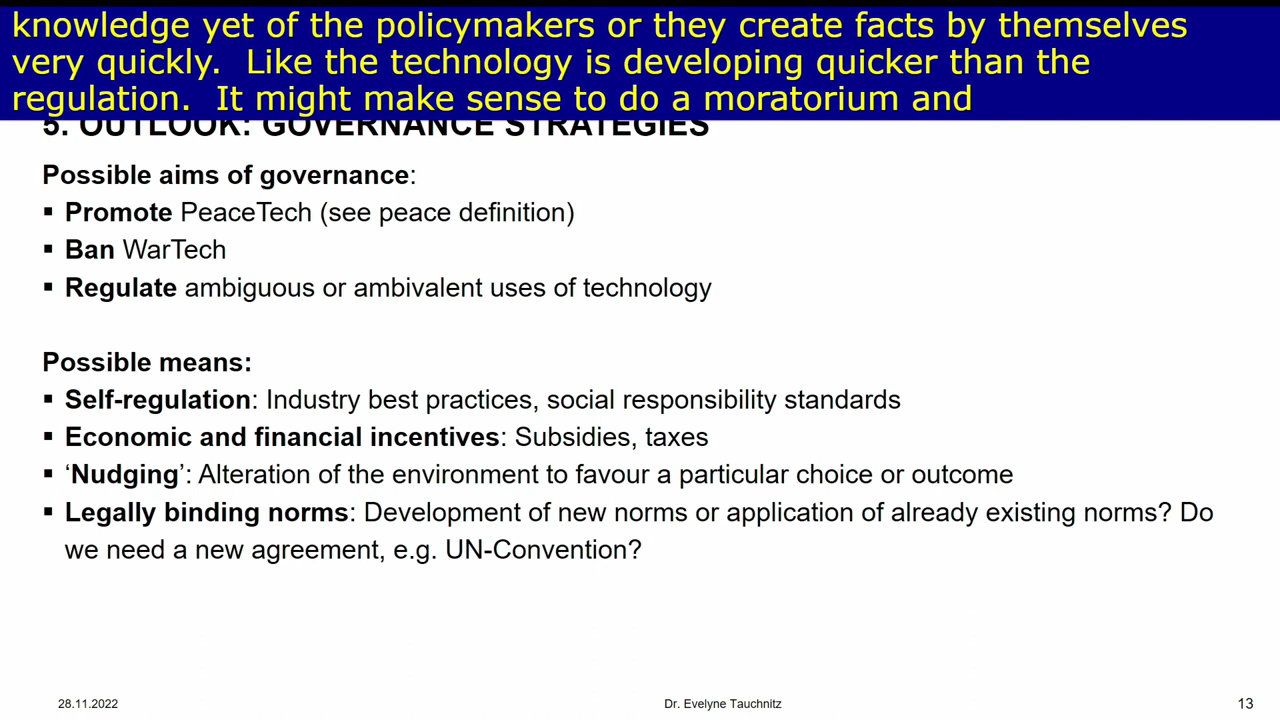 knowledge yet of the policymakers or they create facts by themselves
very quickly.  Like the technology is developing quicker than the
regulation.  It might make sense to do a moratorium and
5. OUTLOOK: GOVERNANCE STRATEGIES
Possible aims of governance:
▪ Promote PeaceTech (see peace definition)
▪ Ban WarTech
▪ Regulate ambiguous or ambivalent uses of technology
Possible means:
▪ Self-regulation: Industry best practices, social responsibility standards
▪ Economic and financial incentives: Subsidies, taxes
▪ ‘Nudging’: Alteration of the environment to favour a particular choice or outcome
▪ Legally binding norms: Development of new norms or application of already existing norms? Do
we need a new agreement, e.g. UN-Convention?
28.11.2022 Dr. Evelyne Tauchnitz 13